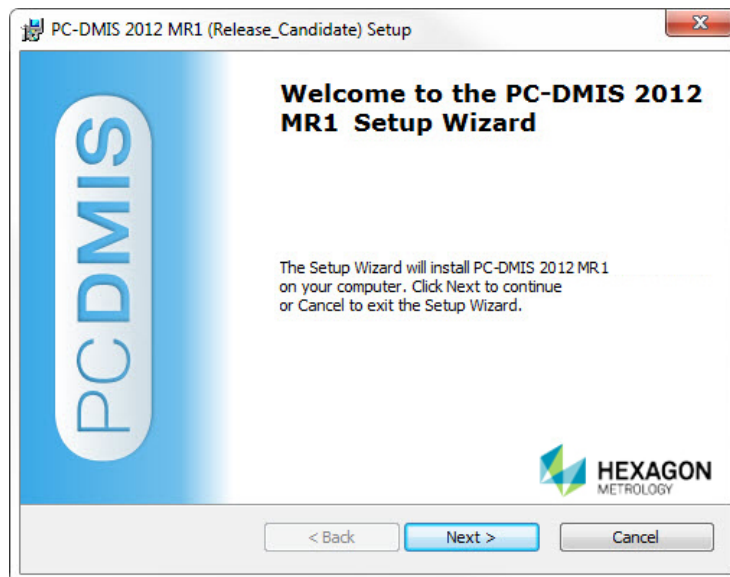 PC-DMIS 2012 MR1 (Release_Candidate) Setup
PCDMIS
Welcome to the PC-DMIS 2012
MR1 Setup Wizard
The Setup Wizard will install PC-DMIS 2012 MR1
on your computer. Click Next to continue
or Cancel to exit the Setup Wizard.
HEXAGON
METROLOGY
< Back
Next >
Cancel